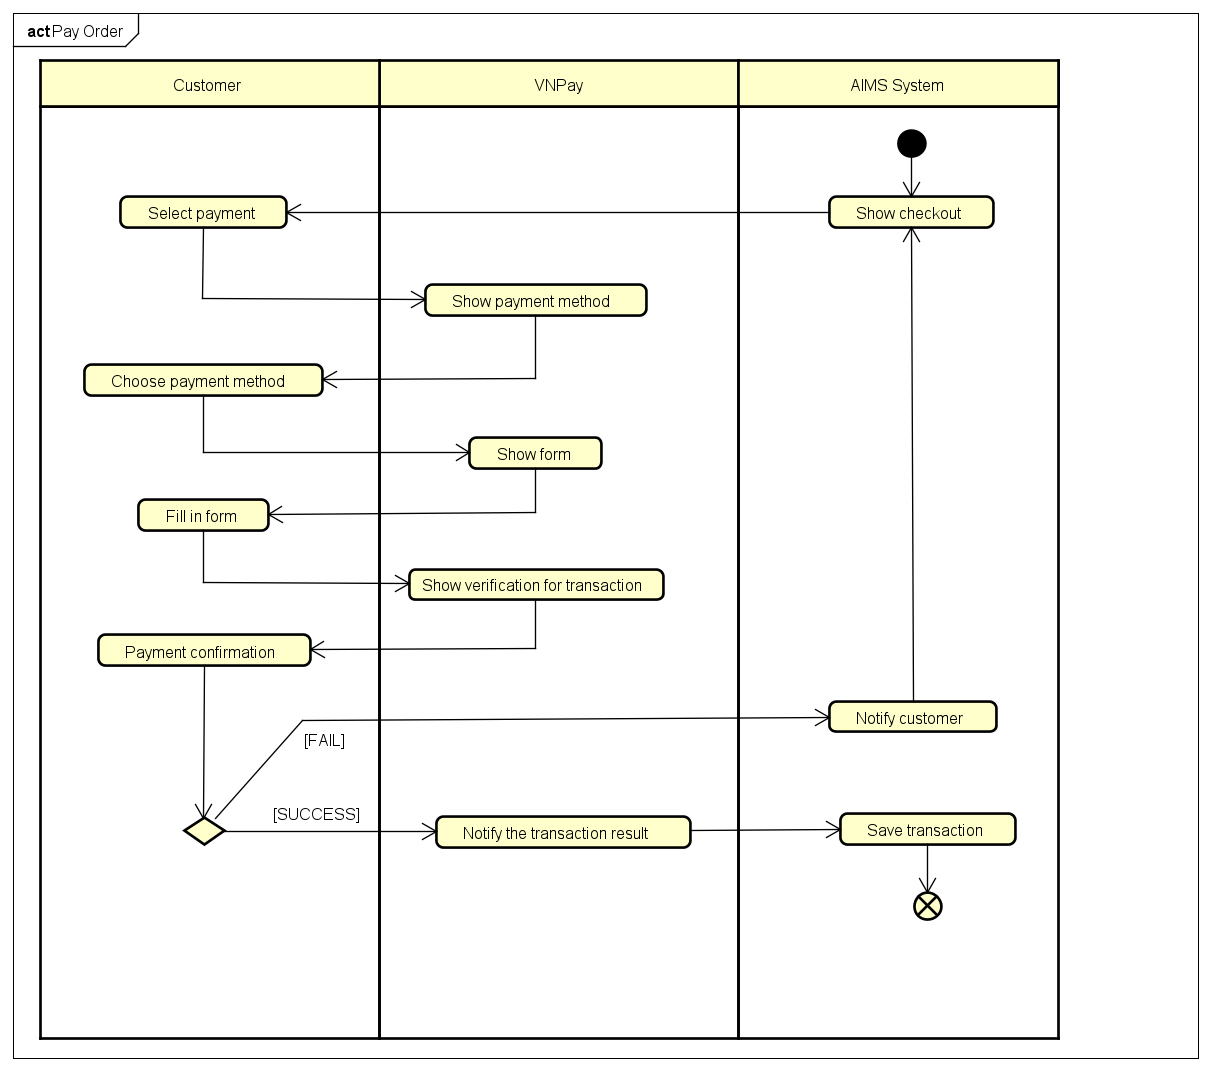 act Pay Order
Customer
VNPay
AIMS System
Select payment
Show checkout
Show payment method
Choose payment method
Show form
Fill in form
Show verification for transaction
Payment confirmation
Notify customer
[FAIL]
[SUCCESS]
Notify the transaction result
Save transaction